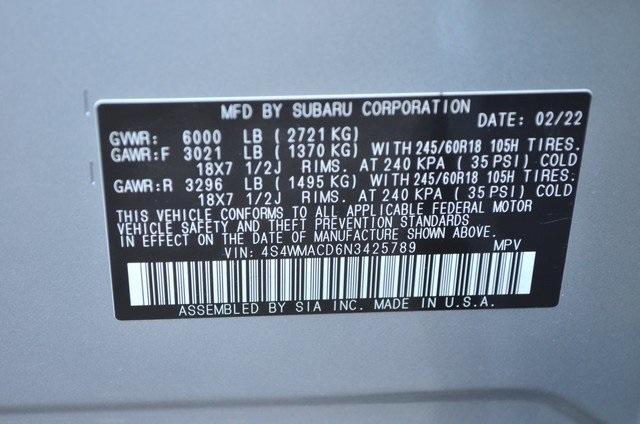 MFD BY SUBARU CORPORATION
DATE: 02/22
GVWR: 6000 LB ( 2721 KG)
GAWR:F 3021 LB ( 1370 KG) WITH 245/60R18 105H TIRES.
18X7 1/2J RIMS. AT 240 KPA ( 35 PSI) COLD
GAWR:R 3296 LB ( 1495 KG) WITH 245/60R18 105H TIRES.
18X7 1/2J RIMS. AT 240 KPA ( 35 PSI) COLD
THIS VEHICLE CONFORMS TO ALL APPLICABLE FEDERAL MOTOR
VEHICLE SAFETY AND THEFT PREVENTION STANDARDS
IN EFFECT ON THE DATE OF MANUFACTURE SHOWN ABOVE.
VIN: 4S4WMACD6N3425789 MPV
ASSEMBLED BY SIA INC. MADE IN U.S.A.